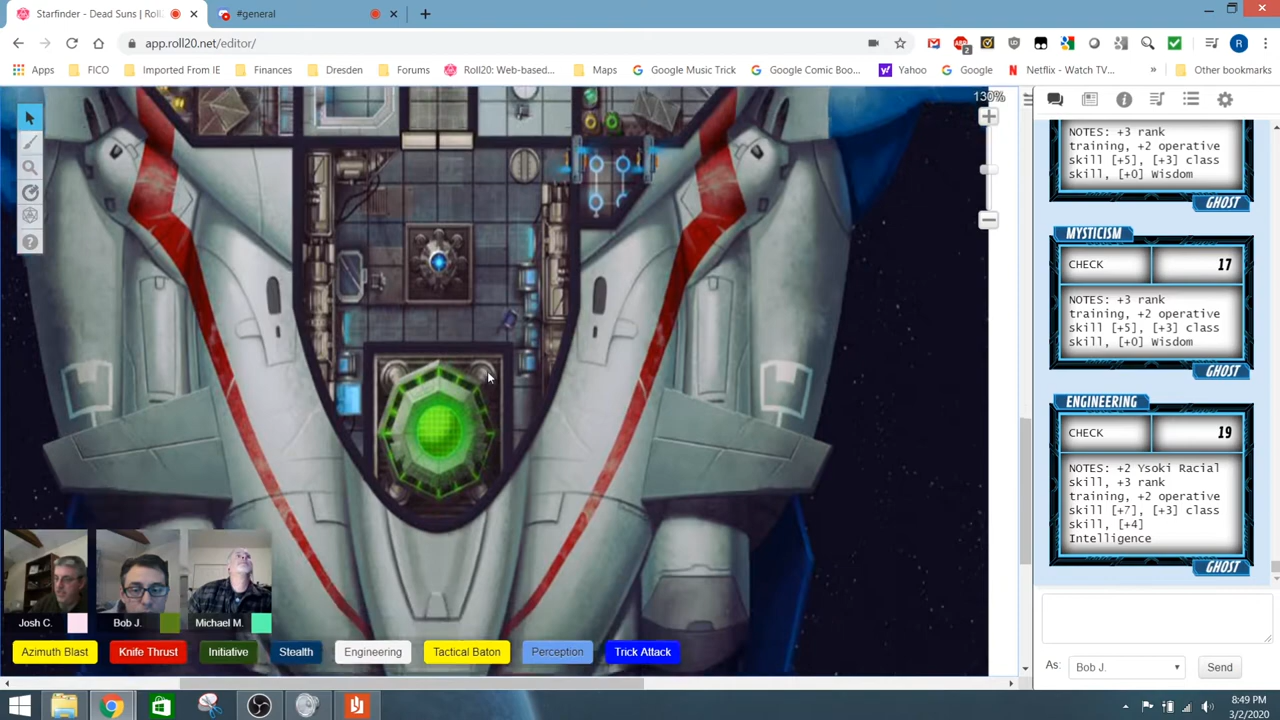 Starfinder - Dead Suns | Roll
#general
app.roll20.net/editor/
2
R
Apps
FICO
Imported From IE
Finances
Dresden
Forums
Roll20: Web-based...
Maps
Google Music Trick
Google Comic Boo...
Yahoo
Google
Netflix - Watch TV...
»
Other bookmarks
130%
NOTES: +3 rank
training, +2 operative
skill [+5], [+3] class
skill, [+0] Wisdom
GHOST
MYSTICISM
CHECK 17
NOTES: +3 rank
training, +2 operative
skill [+5], [+3] class
skill, [+0] Wisdom
GHOST
ENGINEERING
CHECK 19
NOTES: +2 Ysoki Racial
skill, +3 rank
training, +2 operative
skill [+7], [+3] class
skill, [+4]
Intelligence
GHOST
Josh C.
Bob J.
Michael M.
Azimuth Blast
Knife Thrust
Initiative
Stealth
Engineering
Tactical Baton
Perception
Trick Attack
As:
Bob J.
Send
8:49 PM
3/2/2020